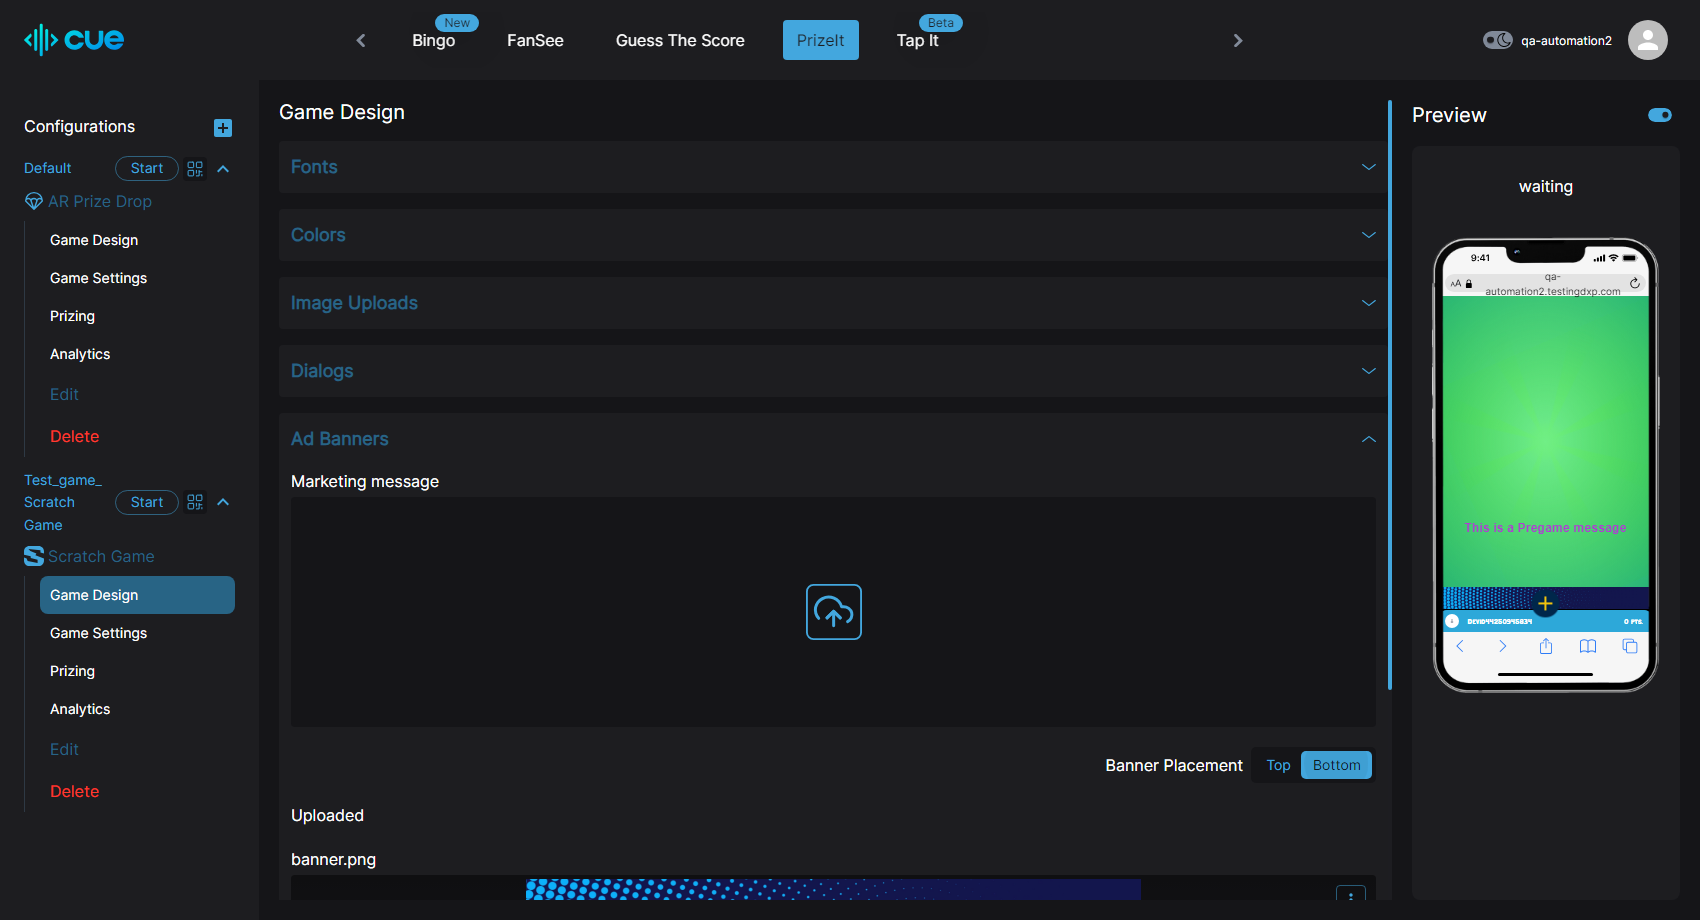 cue
New
Bingo
FanSee
Guess The Score
PrizeIt
Beta
Tap It
qa-automation2
Configurations
Default
Start
AR Prize Drop
Game Design
Game Settings
Prizing
Analytics
Edit
Delete
Test_game_
Scratch
Game
Start
Scratch Game
Game Design
Game Settings
Prizing
Analytics
Edit
Delete
Game Design
Fonts
Colors
Image Uploads
Dialogs
Ad Banners
Marketing message
Banner Placement
Top
Bottom
Uploaded
banner.png
Preview
waiting
9:41
AA
qa-
automation2.testingdxp.com
This is a Pregame message
0 PTS.